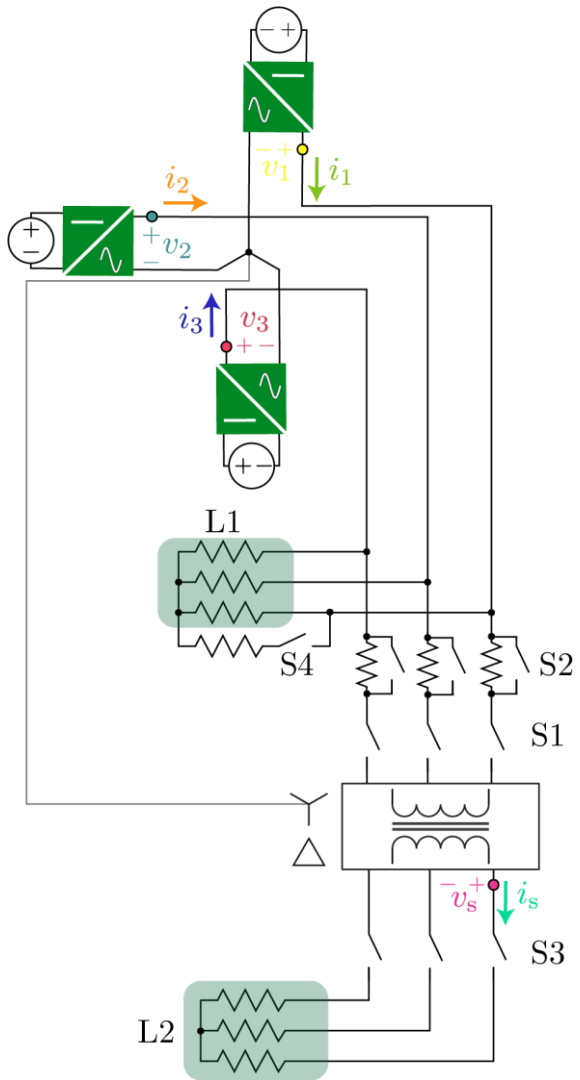 - +
- +
v1
i1
i2
+ -
+
-
v2
i3
v3
+ -
+ -
L1
S4
S2
S1
- vs +
is
S3
L2